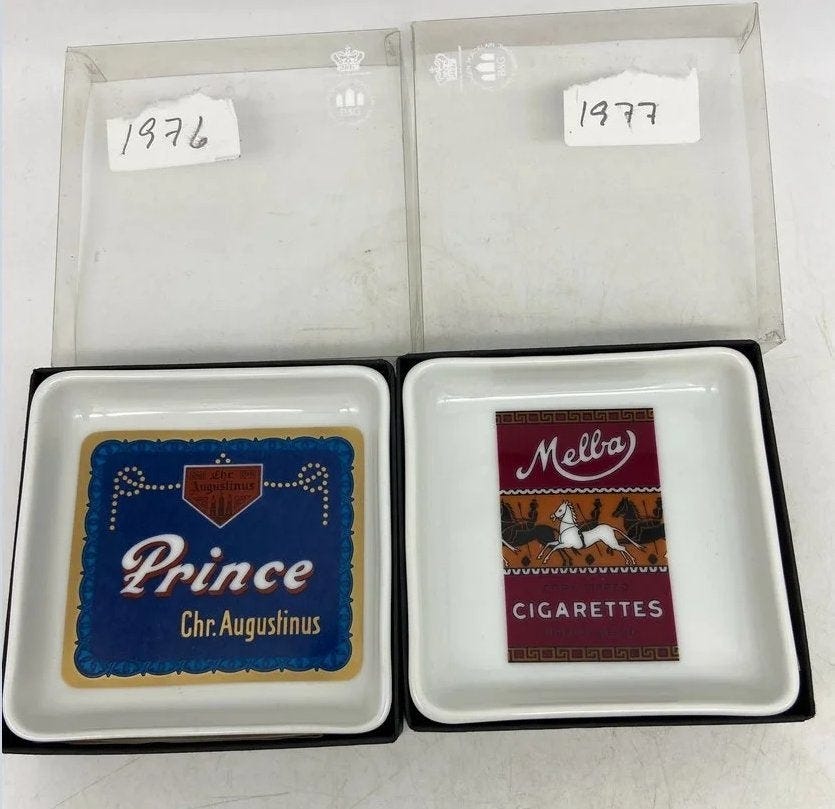 1976
1977
Chr.
Augustinus
Prince
Chr. Augustinus
Melba
CIGARETTES